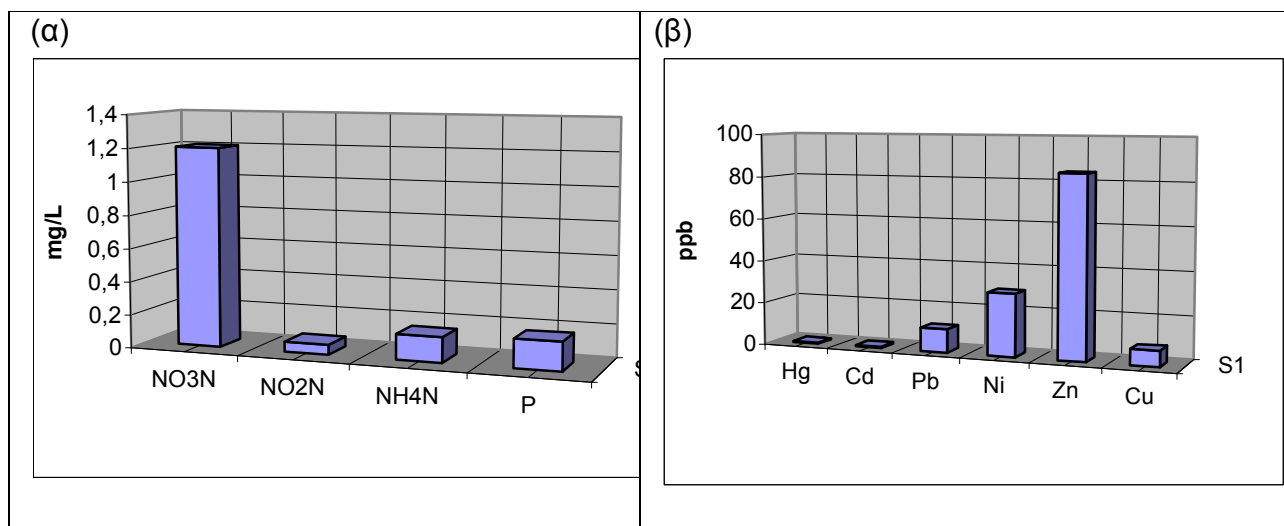 (α)
1,4
1,2
1
0,8
0,6
0,4
0,2
0
mg/L
NO3N
NO2N
NH4N
P
(β)
100
80
60
40
20
0
ppb
Hg
Cd
Pb
Ni
Zn
Cu
S1